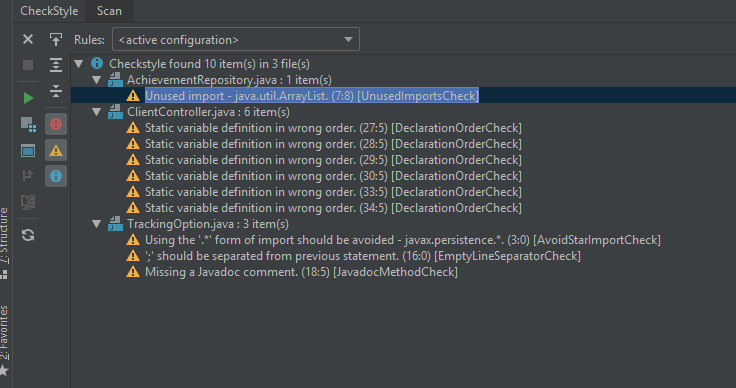 CheckStyle Scan
Rules: <active configuration>
Checkstyle found 10 item(s) in 3 file(s)
AchievementRepository.java : 1 item(s)
Unused import - java.util.ArrayList. (7:8) [UnusedImportsCheck]
ClientController.java : 6 item(s)
Static variable definition in wrong order. (27:5) [DeclarationOrderCheck]
Static variable definition in wrong order. (28:5) [DeclarationOrderCheck]
Static variable definition in wrong order. (29:5) [DeclarationOrderCheck]
Static variable definition in wrong order. (30:5) [DeclarationOrderCheck]
Static variable definition in wrong order. (33:5) [DeclarationOrderCheck]
Static variable definition in wrong order. (34:5) [DeclarationOrderCheck]
TrackingOption.java : 3 item(s)
Using the '.*' form of import should be avoided - javax.persistence.*. (3:0) [AvoidStarImportCheck]
';' should be separated from previous statement. (16:0) [EmptyLineSeparatorCheck]
Missing a Javadoc comment. (18:5) [JavadocMethodCheck]
7: Structure
2: Favorites